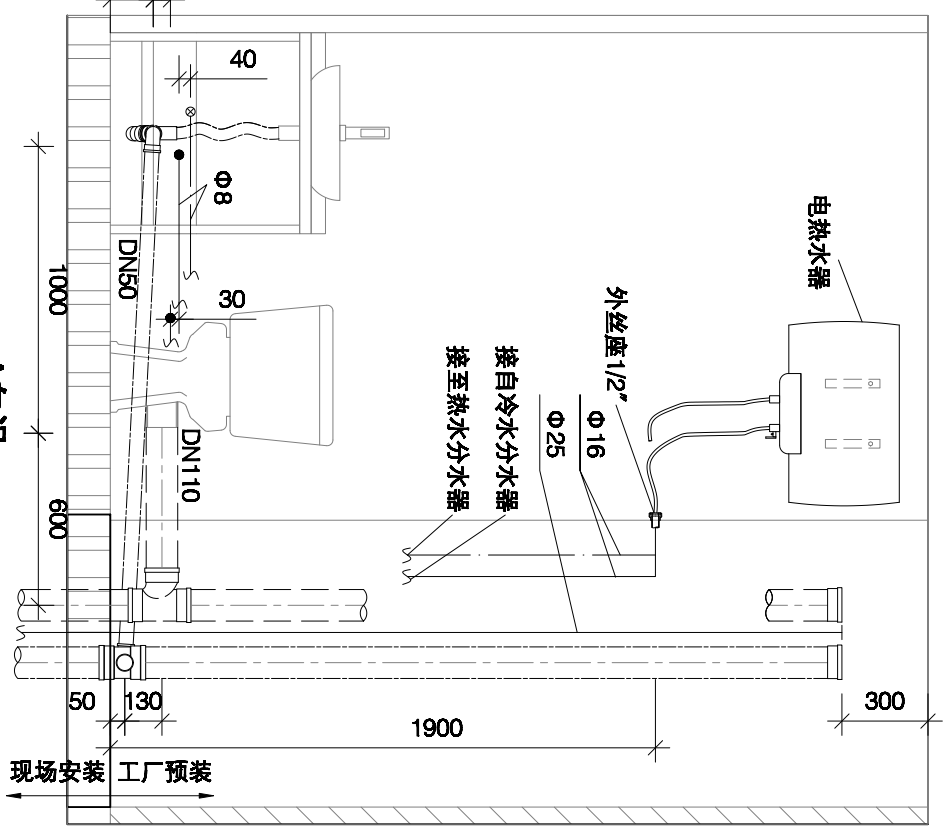 40
Φ8
DN50
1000
30
电热水器
外丝座1/2"
接自冷水分水器
接至热水分水器
Φ16
Φ25
DN110
600
50
130
1900
300
现场安装
工厂预装